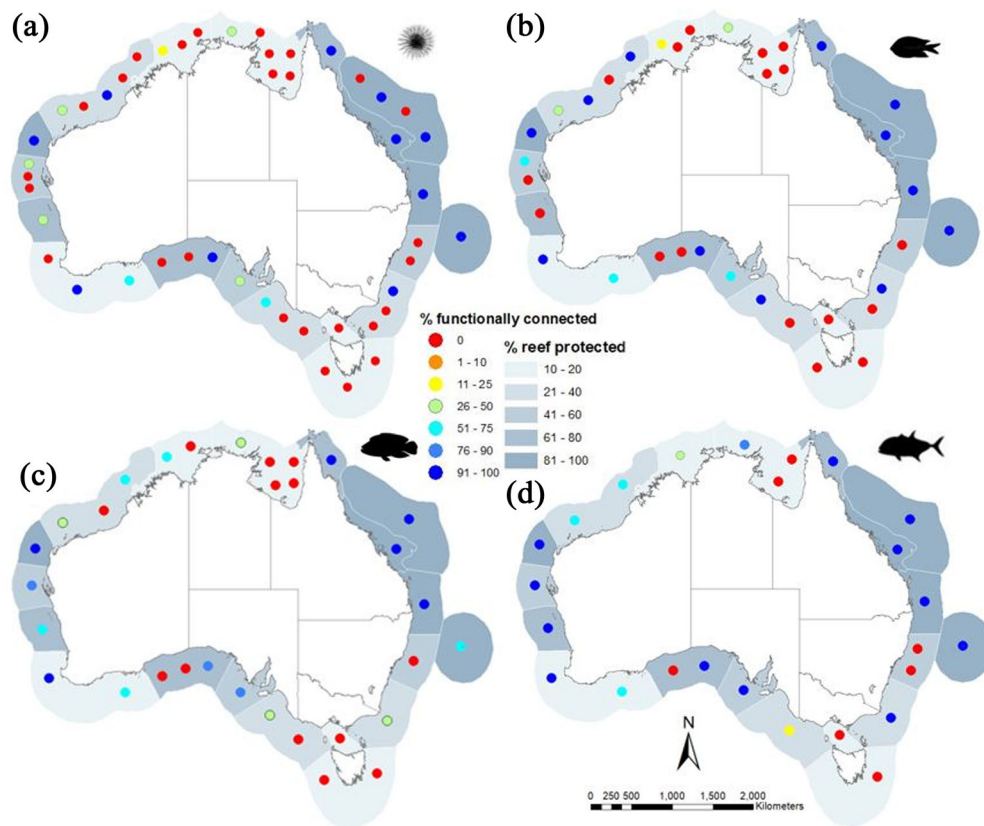 (a)
(b)
% functionally connected
0
1 - 10
11 - 25
26 - 50
51 - 75
76 - 90
91 - 100
% reef protected
10 - 20
21 - 40
41 - 60
61 - 80
81 - 100
(c)
(d)
N
0 250 500 1,000 1,500 2,000
Kilometers